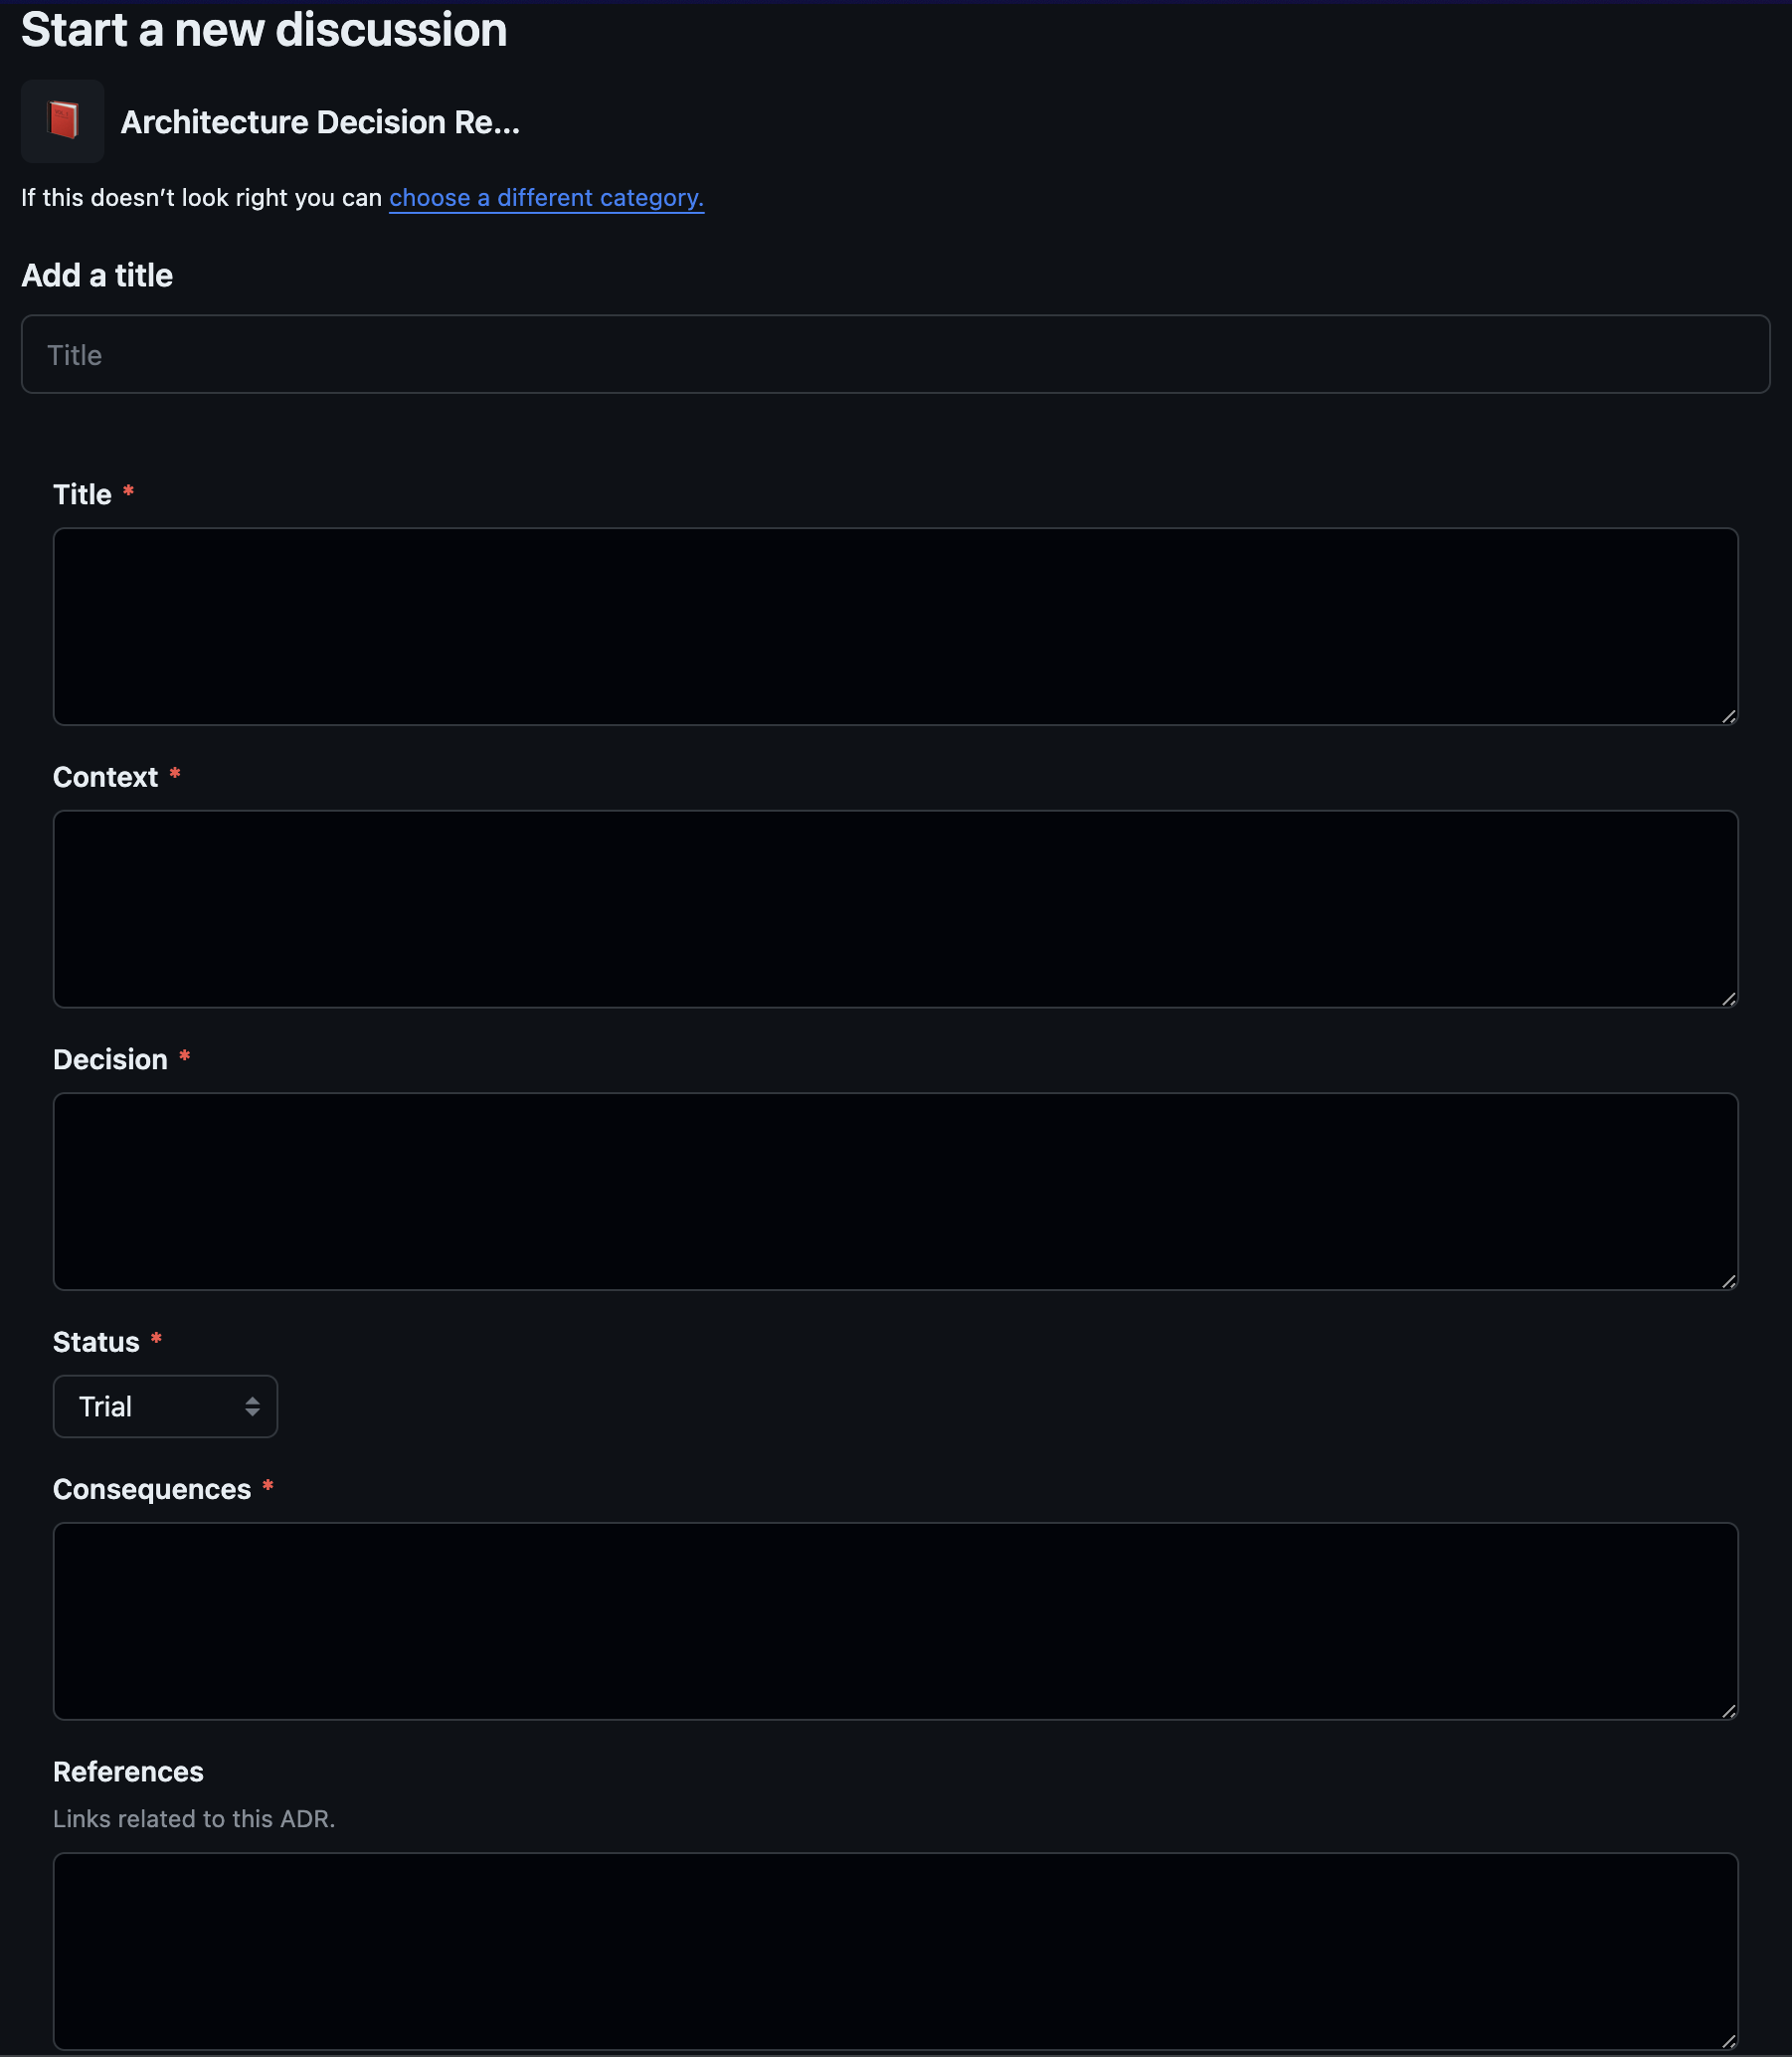 Start a new discussion
Architecture Decision Re...
If this doesn’t look right you can choose a different category.
Add a title
Title
Title *
Context *
Decision *
Status *
Trial
Consequences *
References
Links related to this ADR.